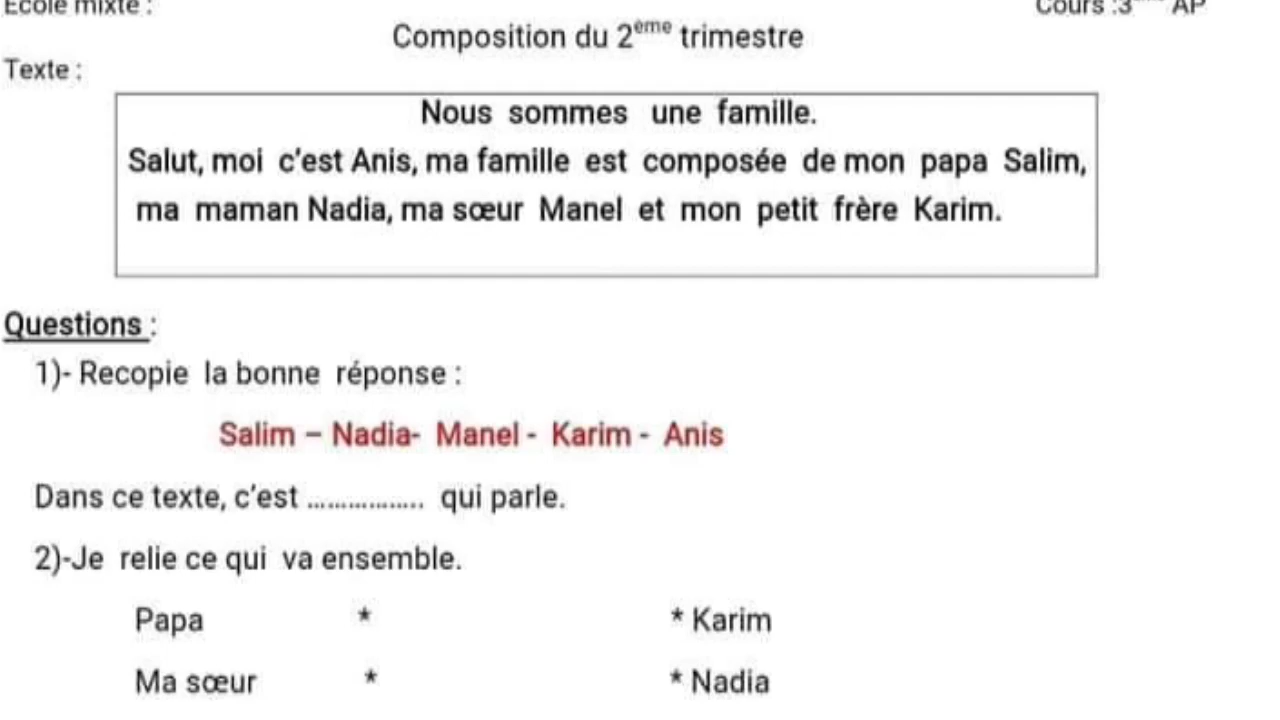 Ecole mixte :
Cours :3ème AP
Composition du 2ème trimestre
Texte :
Nous sommes une famille.
Salut, moi c'est Anis, ma famille est composée de mon papa Salim,
ma maman Nadia, ma sœur Manel et mon petit frère Karim.
Questions :
1)- Recopie la bonne réponse :
Salim – Nadia- Manel - Karim - Anis
Dans ce texte, c'est ................. qui parle.
2)-Je relie ce qui va ensemble.
Papa * * Karim
Ma sœur * * Nadia